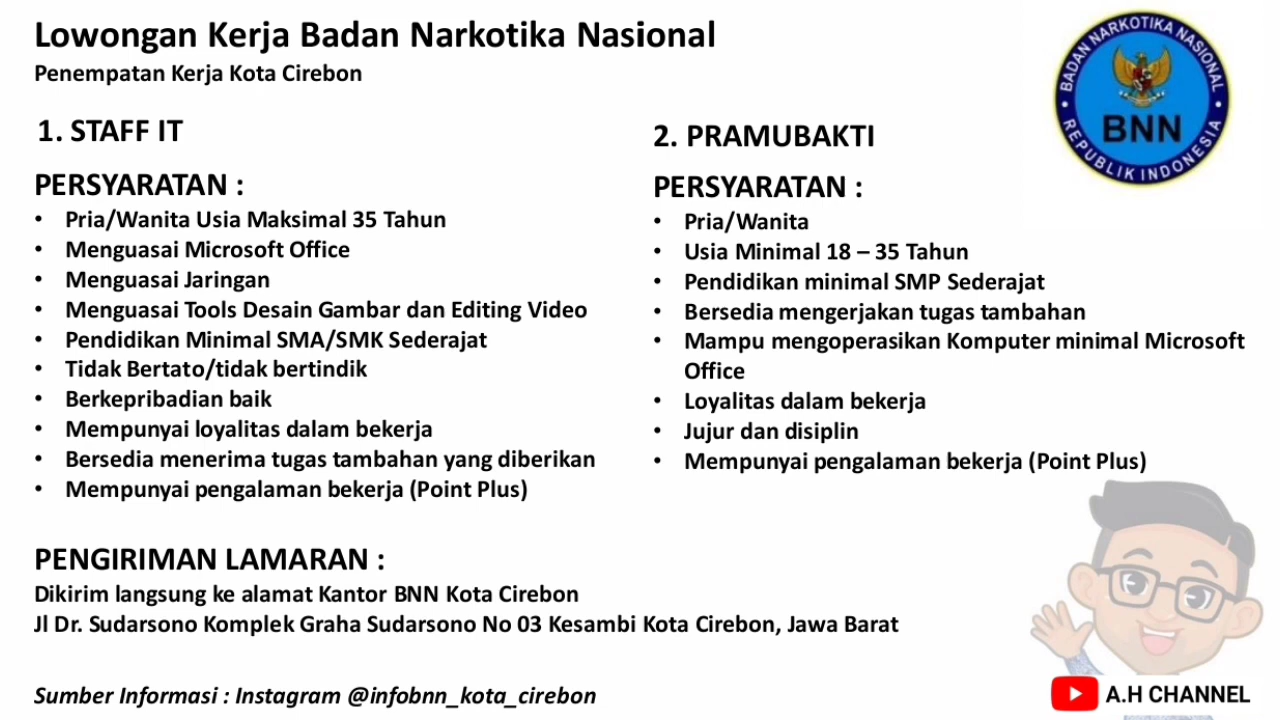 Lowongan Kerja Badan Narkotika Nasional
Penempatan Kerja Kota Cirebon
BADAN NARKOTIKA NASIONAL
BNN
REPUBLIK INDONESIA
1. STAFF IT
PERSYARATAN :
• Pria/Wanita Usia Maksimal 35 Tahun
• Menguasai Microsoft Office
• Menguasai Jaringan
• Menguasai Tools Desain Gambar dan Editing Video
• Pendidikan Minimal SMA/SMK Sederajat
• Tidak Bertato/tidak bertindik
• Berkepribadian baik
• Mempunyai loyalitas dalam bekerja
• Bersedia menerima tugas tambahan yang diberikan
• Mempunyai pengalaman bekerja (Point Plus)
2. PRAMUBAKTI
PERSYARATAN :
• Pria/Wanita
• Usia Minimal 18 – 35 Tahun
• Pendidikan minimal SMP Sederajat
• Bersedia mengerjakan tugas tambahan
• Mampu mengoperasikan Komputer minimal Microsoft
Office
• Loyalitas dalam bekerja
• Jujur dan disiplin
• Mempunyai pengalaman bekerja (Point Plus)
PENGIRIMAN LAMARAN :
Dikirim langsung ke alamat Kantor BNN Kota Cirebon
Jl Dr. Sudarsono Komplek Graha Sudarsono No 03 Kesambi Kota Cirebon, Jawa Barat
Sumber Informasi : Instagram @infobnn_kota_cirebon
A.H CHANNEL